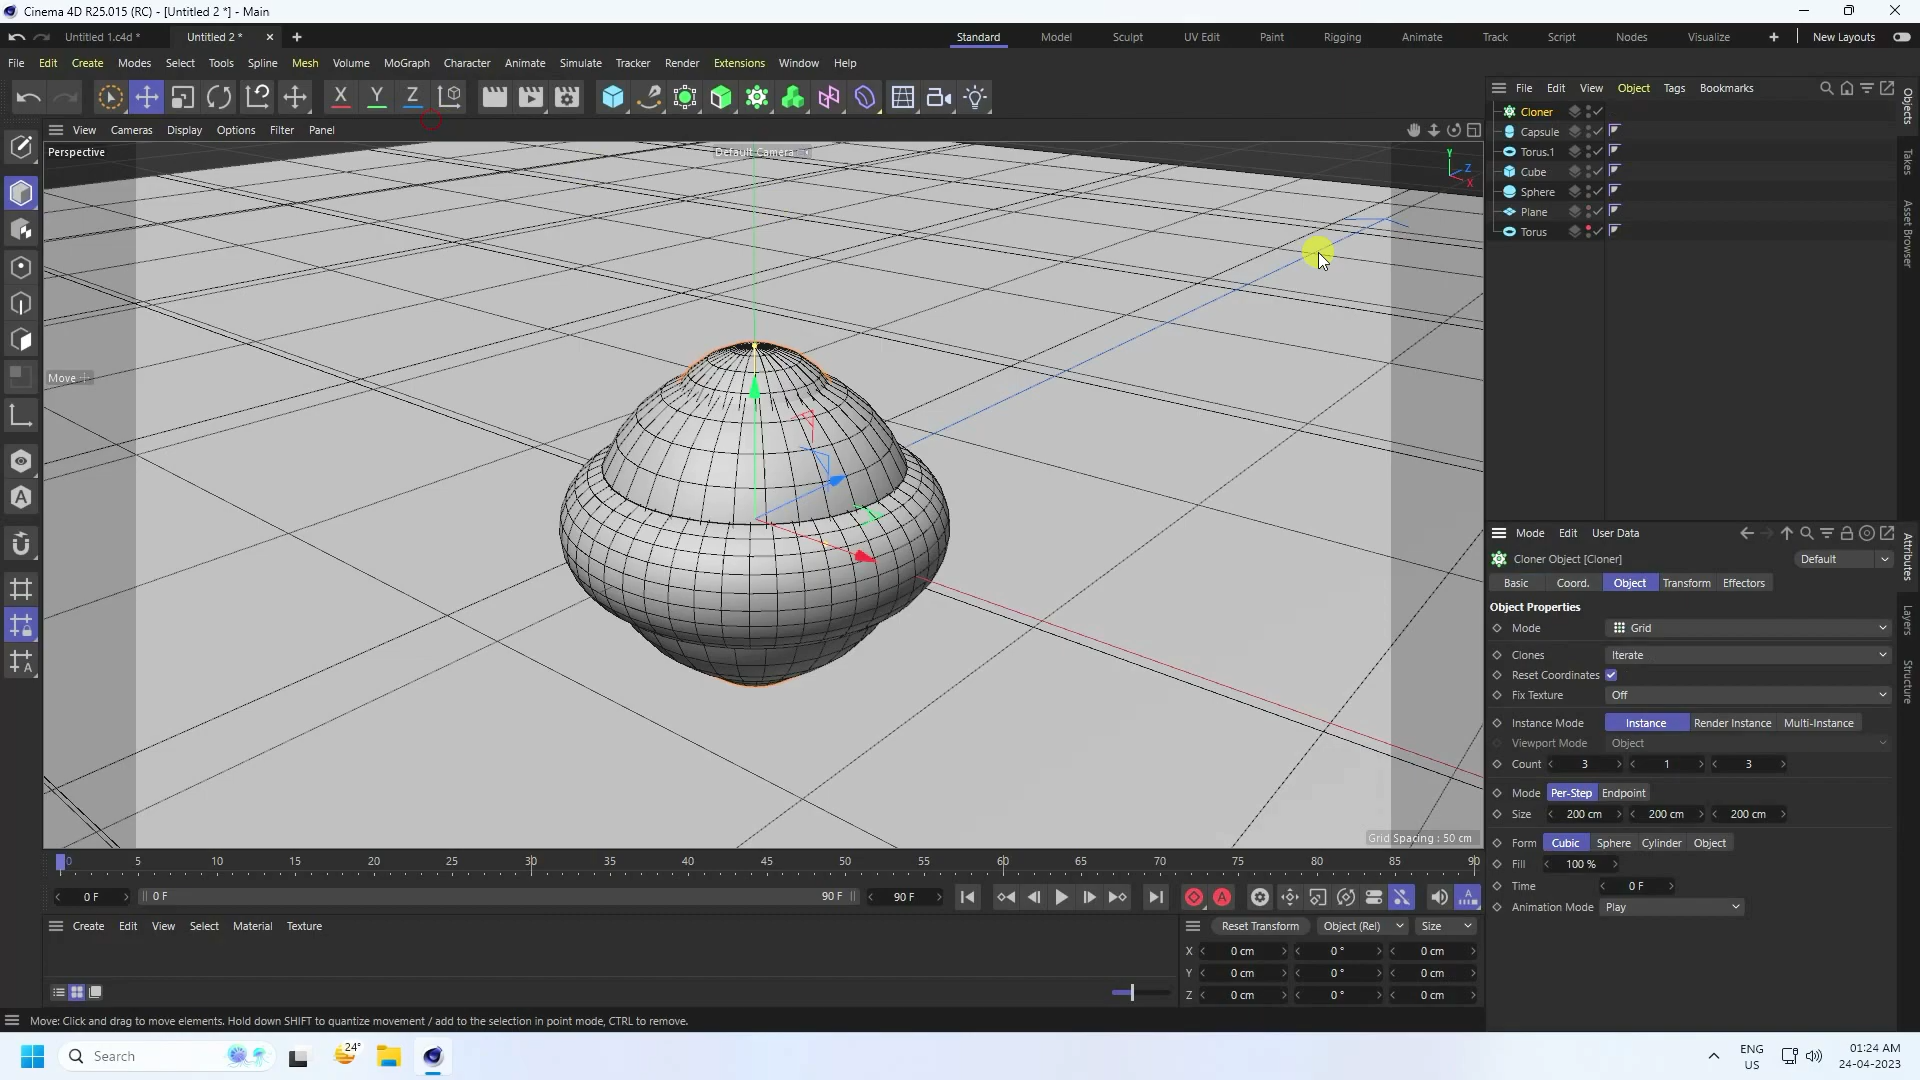 Cinema 4D R25.015 (RC) - [Untitled 2 *] - Main
Untitled 1.c4d * Untitled 2 * Standard Model Sculpt UV Edit Paint Rigging Animate Track Script Nodes Visualize New Layouts
File Edit Create Modes Select Tools Spline Mesh Volume MoGraph Character Animate Simulate Tracker Render Extensions Window Help
X Y Z
File Edit View Object Tags Bookmarks
View Cameras Display Options Filter Panel
Perspective
Default Camera
Y
Z
X
Move
Grid Spacing : 50 cm
Cloner
Capsule
Torus.1
Cube
Sphere
Plane
Torus
Objects
Takes
Asset Browser
Mode Edit User Data
Cloner Object [Cloner] Default
Basic Coord. Object Transform Effectors
Object Properties
Mode Grid
Clones Iterate
Reset Coordinates
Fix Texture Off
Instance Mode Instance Render Instance Multi-Instance
Viewport Mode Object
Count 3 1 3
Mode Per-Step Endpoint
Size 200 cm 200 cm 200 cm
Form Cubic Sphere Cylinder Object
Fill 100 %
Time 0 F
Animation Mode Play
Attributes
Layers
Structure
0 5 10 15 20 25 30 35 40 45 50 55 60 65 70 75 80 85 90
0 F 0 F 90 F 90 F
Create Edit View Select Material Texture
Reset Transform Object (Rel) Size
X 0 cm 0 ° 0 cm
Y 0 cm 0 ° 0 cm
Z 0 cm 0 ° 0 cm
Move: Click and drag to move elements. Hold down SHIFT to quantize movement / add to the selection in point mode, CTRL to remove.
Search
24°
ENG
US
01:24 AM
24-04-2023